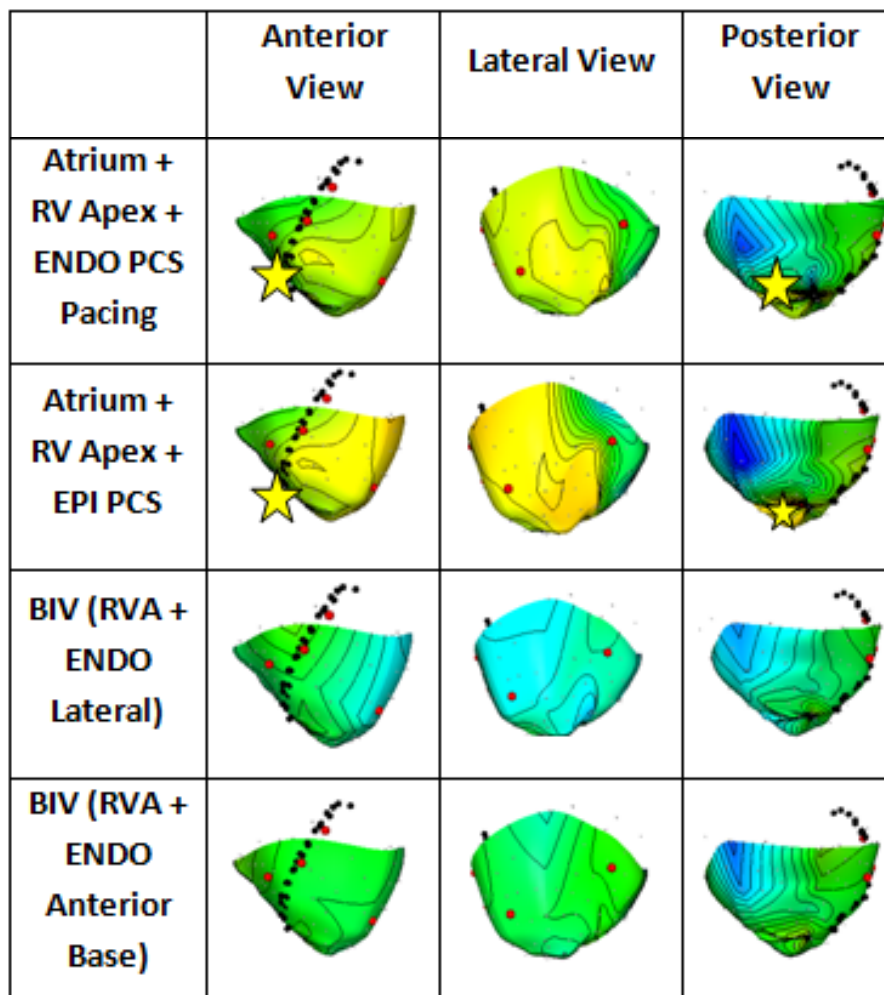 Anterior
View
Lateral View
Posterior
View
Atrium +
RV Apex +
ENDO PCS
Pacing
Atrium +
RV Apex +
EPI PCS
BIV (RVA +
ENDO
Lateral)
BIV (RVA +
ENDO
Anterior
Base)